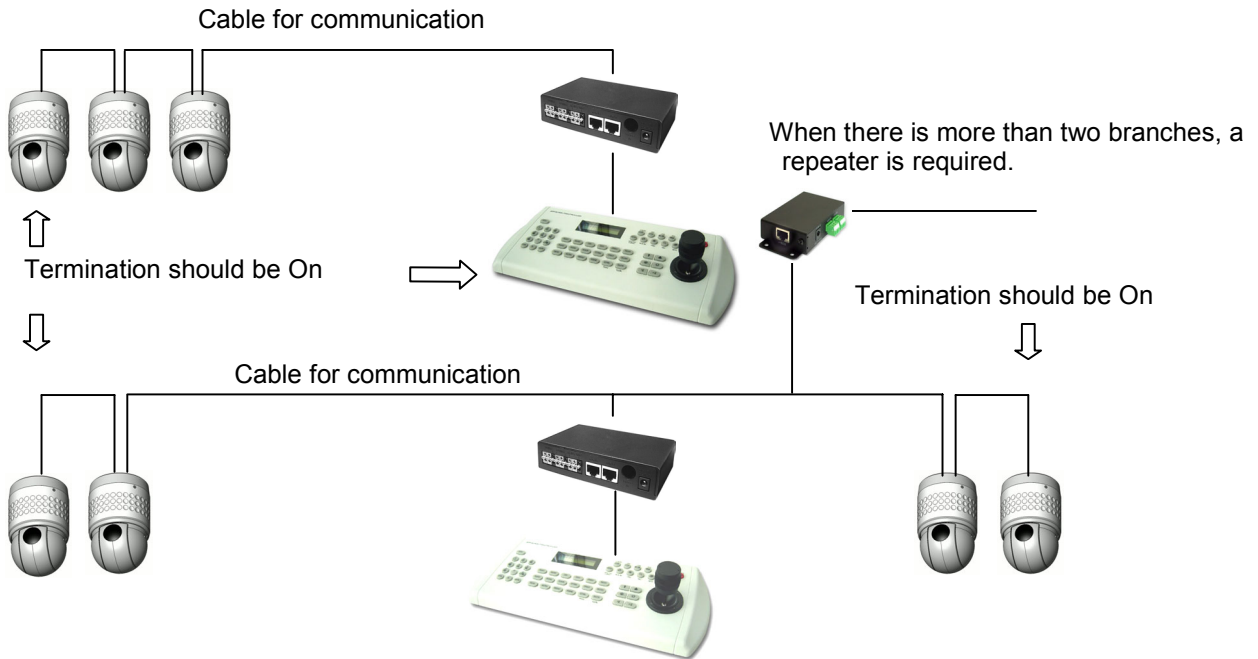 Cable for communication
When there is more than two branches, a
repeater is required.
Termination should be On
Termination should be On
Cable for communication